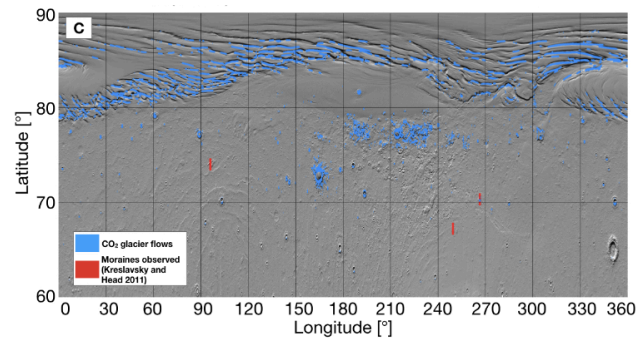 C
90
80
70
60
Latitude [°]
CO₂ glacier flows
Moraines observed
(Kreslavsky and
Head 2011)
0 30 60 90 120 150 180 210 240 270 300 330 360
Longitude [°]